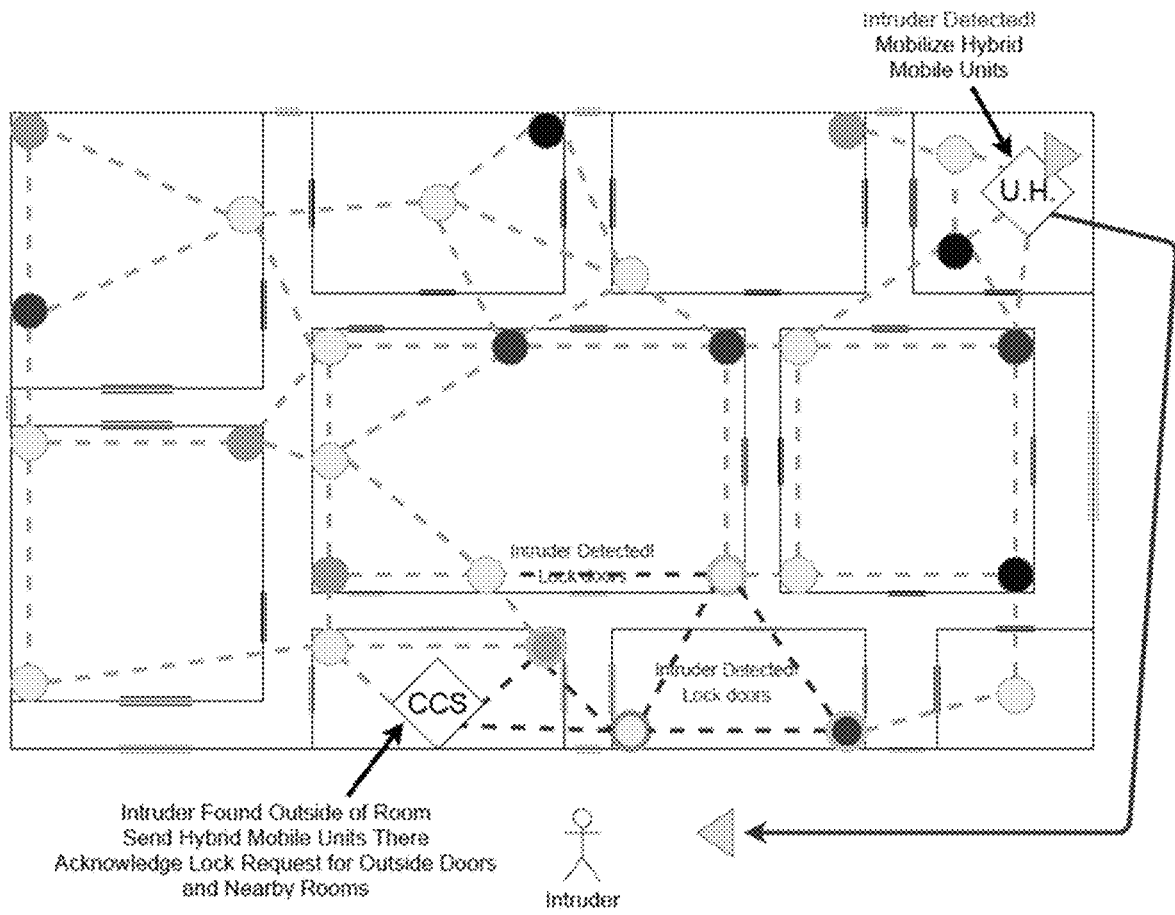 Intruder Detected!
Mobilize Hybrid
Mobile Units
U.H.
Intruder Detected!
Lock doors
Intruder Detected!
Lock doors
CCS
Intruder Found Outside of Room
Send Hybrid Mobile Units There
Acknowledge Lock Request for Outside Doors
and Nearby Rooms
Intruder